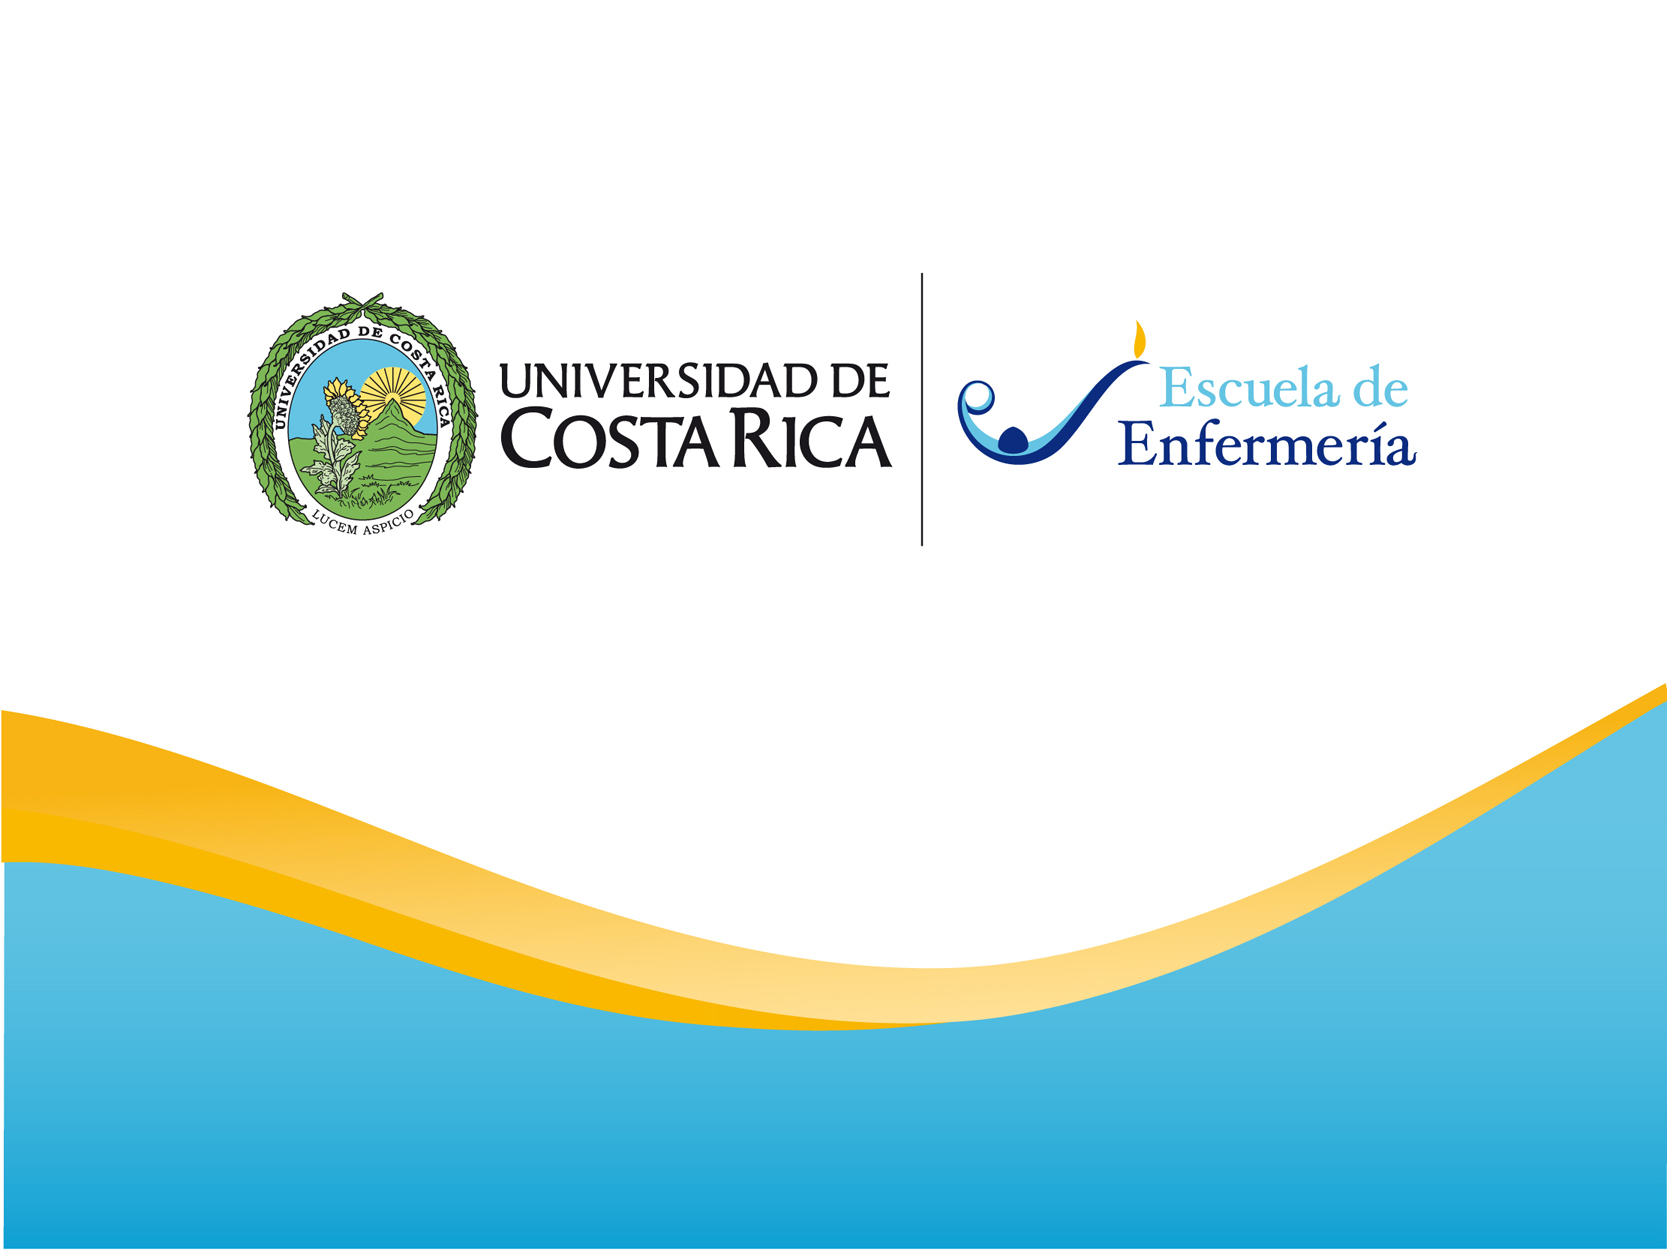 UNIVERSIDAD DE COSTA RICA
LUCEM ASPICIO
UNIVERSIDAD DE
COSTA RICA
Escuela de
Enfermería